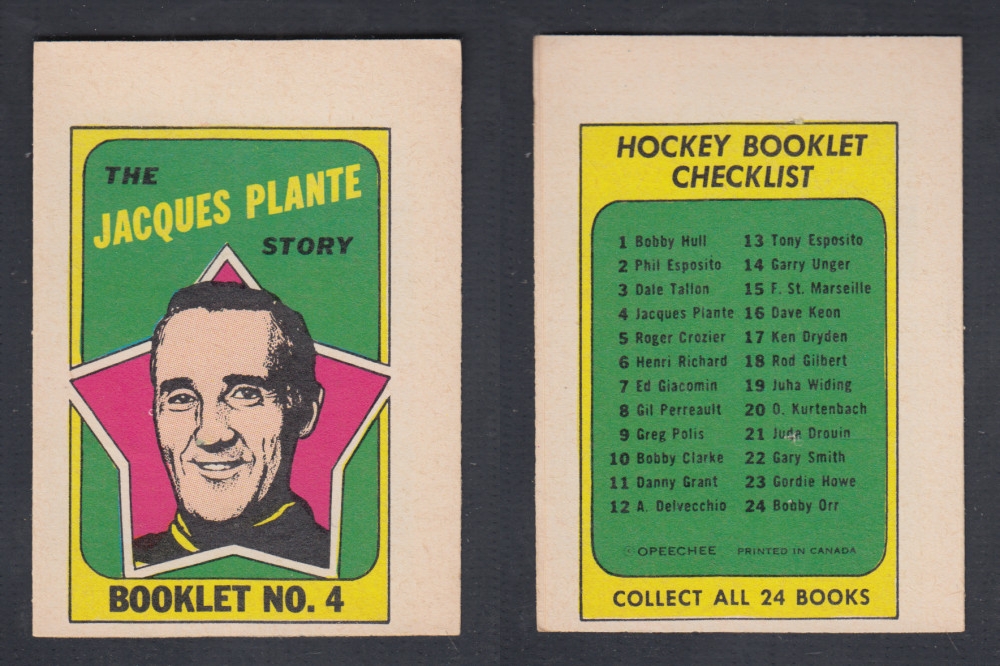 THE
JACQUES PLANTE
STORY
BOOKLET NO. 4
HOCKEY BOOKLET
CHECKLIST
1 Bobby Hull
2 Phil Esposito
3 Dale Tallon
4 Jacques Plante
5 Roger Crozier
6 Henri Richard
7 Ed Giacomin
8 Gil Perreault
9 Greg Polis
10 Bobby Clarke
11 Danny Grant
12 A. Delvecchio
13 Tony Esposito
14 Garry Unger
15 F. St. Marseille
16 Dave Keon
17 Ken Dryden
18 Rod Gilbert
19 Juha Widing
20 O. Kurtenbach
21 Jude Drouin
22 Gary Smith
23 Gordie Howe
24 Bobby Orr
© OPEECHEE PRINTED IN CANADA
COLLECT ALL 24 BOOKS